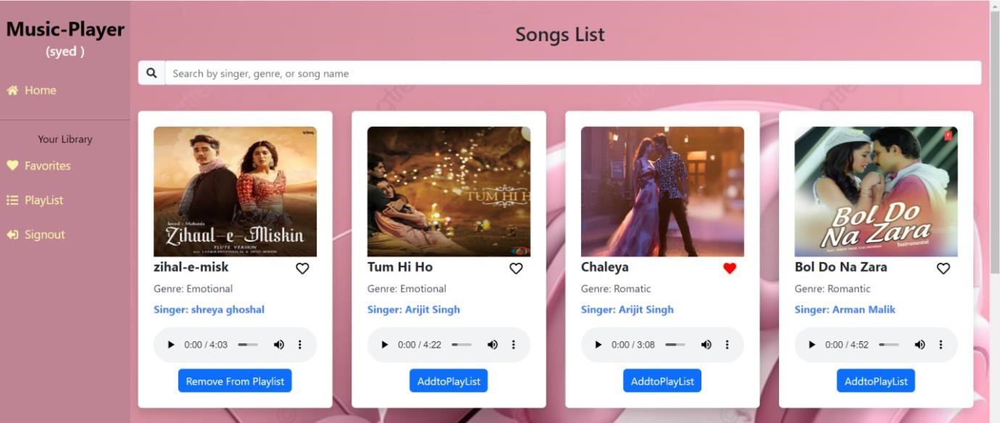 Music-Player
(syed )
Home
Your Library
Favorites
PlayList
Signout
Songs List
Search by singer, genre, or song name
Zihaal-e-Miskin
FLUTE VERSION
zihal-e-misk
Genre: Emotional
Singer: shreya ghoshal
0:00 / 4:03
Remove From Playlist
TUM HI H
Tum Hi Ho
Genre: Emotional
Singer: Arijit Singh
0:00 / 4:22
AddtoPlayList
Chaleya
Genre: Romatic
Singer: Arijit Singh
0:00 / 3:08
AddtoPlayList
Bol Do
Na Zara
Instrumental
Bol Do Na Zara
Genre: Romantic
Singer: Arman Malik
0:00 / 4:52
AddtoPlayList